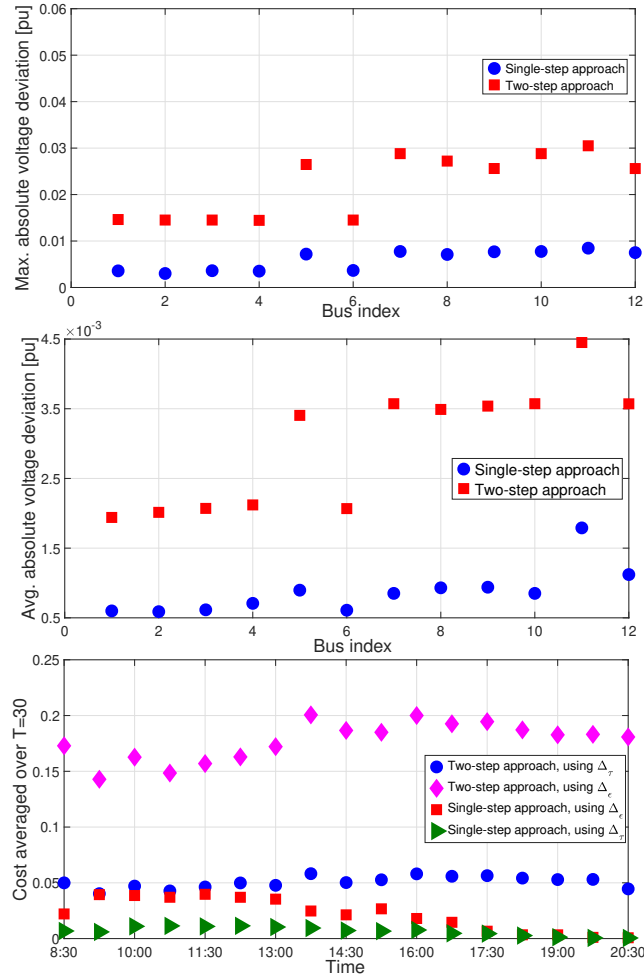 0.06
0.05
0.04
0.03
0.02
0.01
0
Max. absolute voltage deviation [pu]
Single-step approach
Two-step approach
0 2 4 6 8 10 12
Bus index
×10⁻³
4.5
3.5
2.5
1.5
0.5
Avg. absolute voltage deviation [pu]
Single-step approach
Two-step approach
0 2 4 6 8 10 12
Bus index
0.25
0.2
0.15
0.1
0.05
0
Cost averaged over T=30
Two-step approach, using Δ_τ
Two-step approach, using Δ_ϵ
Single-step approach, using Δ_ϵ
Single-step approach, using Δ_τ
8:30 10:00 11:30 13:00 14:30 16:00 17:30 19:00 20:30
Time